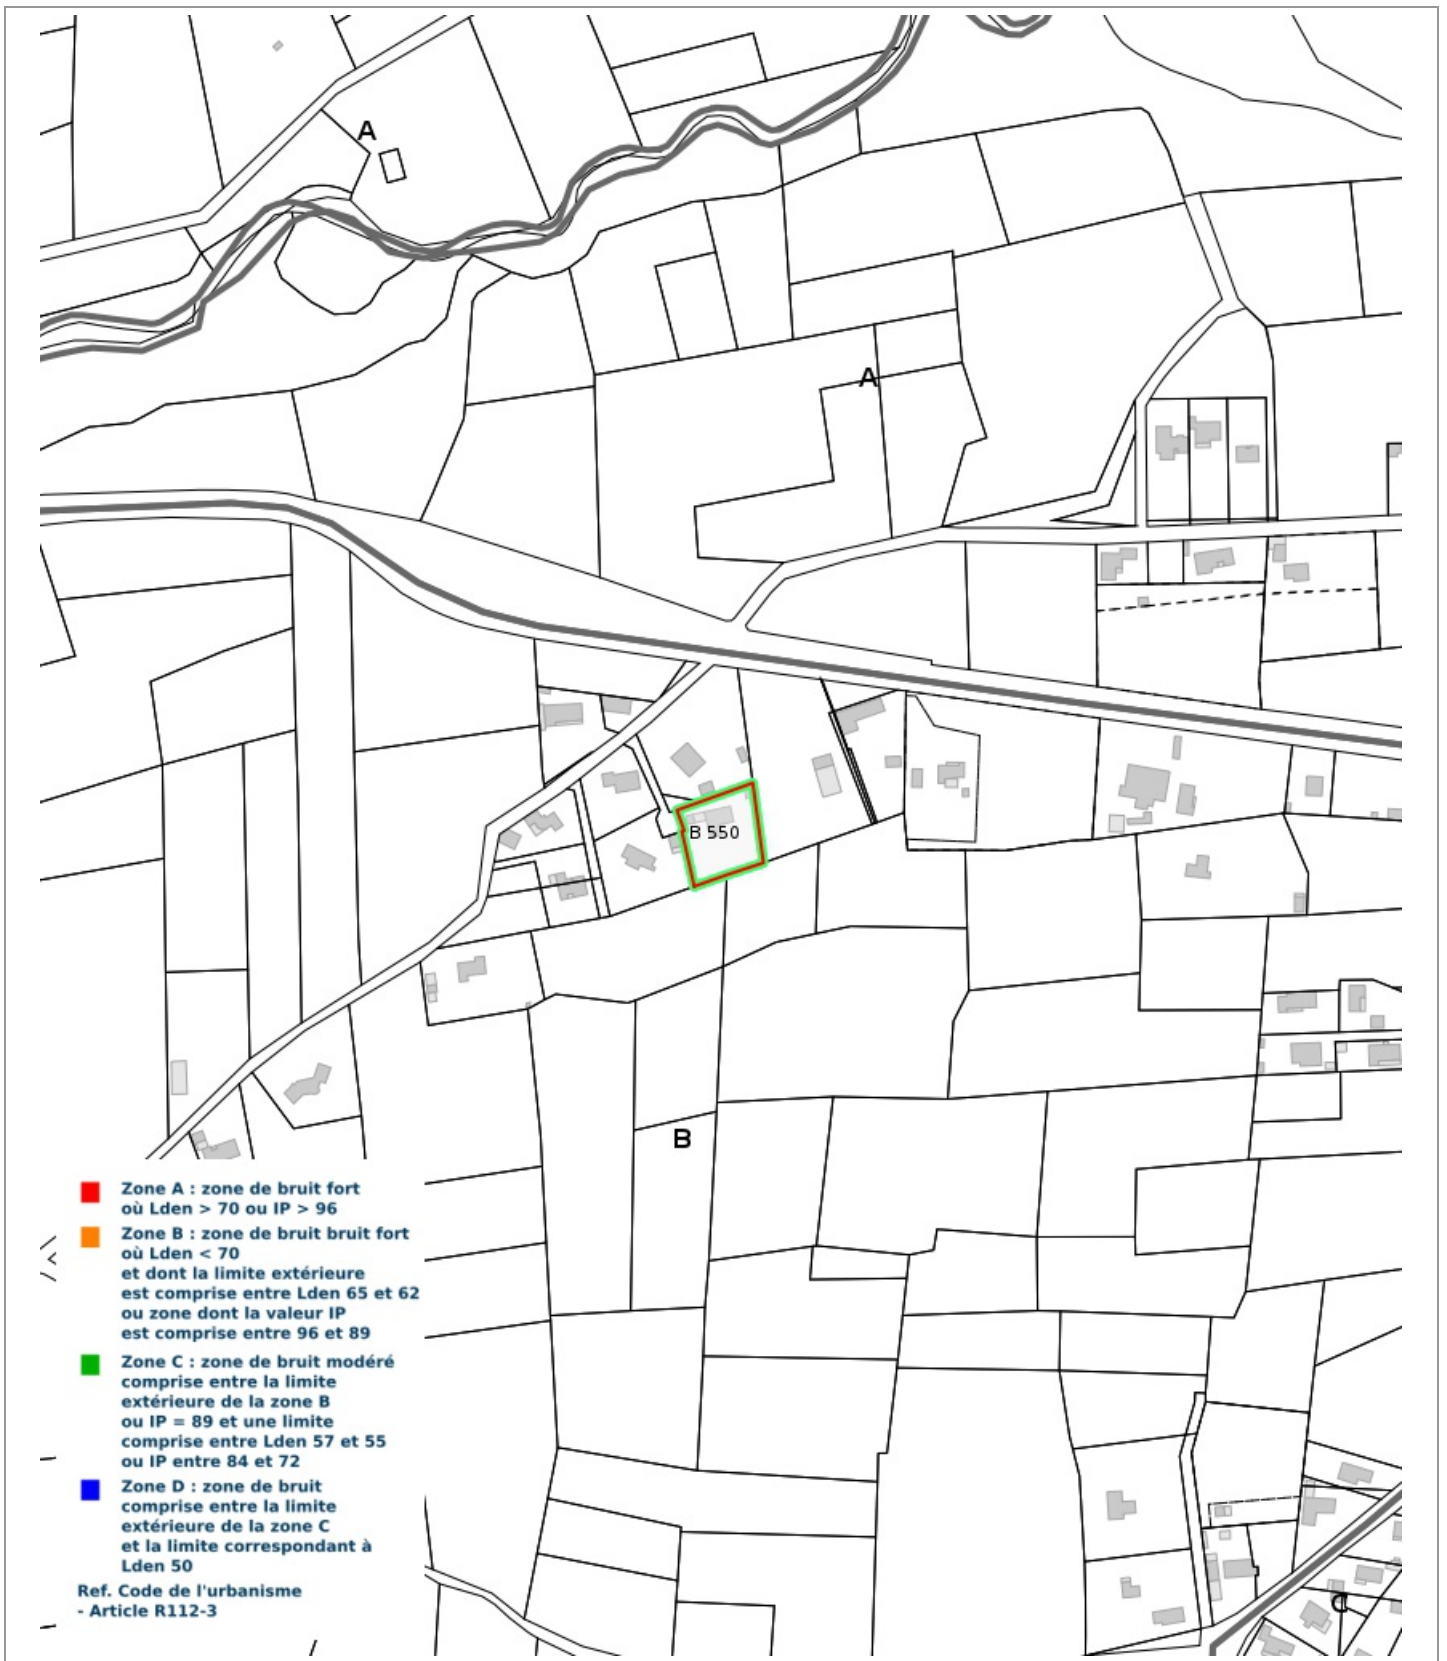 A
A
B 550
B
Zone A : zone de bruit fort
où Lden > 70 ou IP > 96
Zone B : zone de bruit bruit fort
où Lden < 70
et dont la limite extérieure
est comprise entre Lden 65 et 62
ou zone dont la valeur IP
est comprise entre 96 et 89
Zone C : zone de bruit modéré
comprise entre la limite
extérieure de la zone B
ou IP = 89 et une limite
comprise entre Lden 57 et 55
ou IP entre 84 et 72
Zone D : zone de bruit
comprise entre la limite
extérieure de la zone C
et la limite correspondant à
Lden 50
Ref. Code de l'urbanisme
- Article R112-3